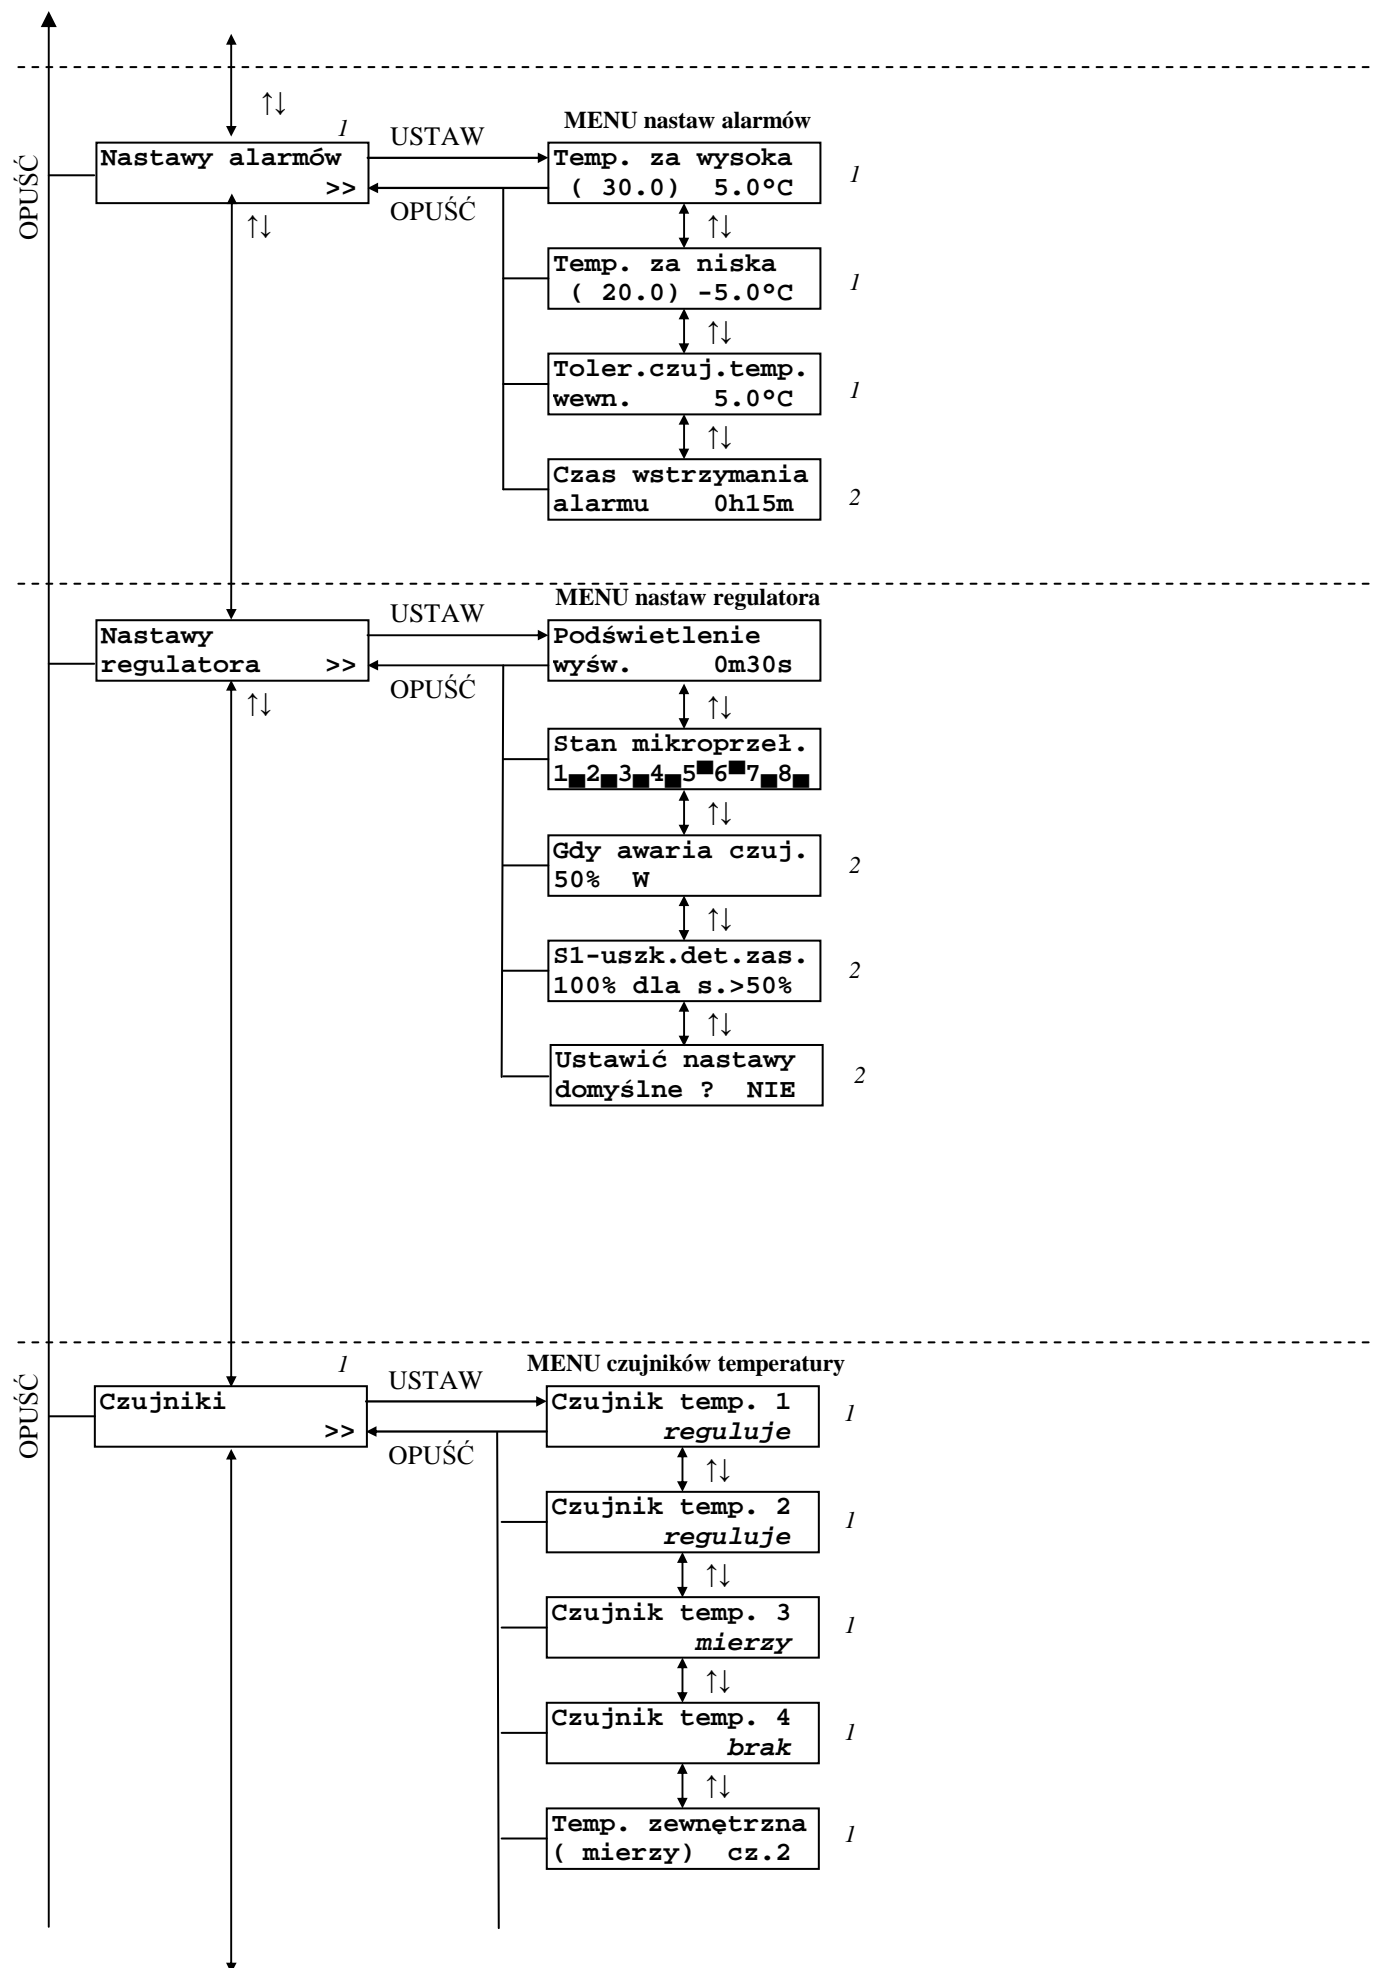 ↑↓
1
USTAW
MENU nastaw alarmów
OPUŚĆ
Nastawy alarmów
>>
Temp. za wysoka
( 30.0) 5.0°C
1
OPUŚĆ
↑↓
↑↓
Temp. za niska
( 20.0) -5.0°C
1
↑↓
Toler.czuj.temp.
wewn. 5.0°C
1
↑↓
Czas wstrzymania
alarmu 0h15m
2
MENU nastaw regulatora
USTAW
Nastawy
regulatora >>
Podświetlenie
wyśw. 0m30s
OPUŚĆ
↑↓
↑↓
Stan mikroprzeł.
1▄2▄3▄4▄5▀6▀7▄8▄
↑↓
Gdy awaria czuj.
50% W
2
↑↓
S1-uszk.det.zas.
100% dla s.>50%
2
↑↓
Ustawić nastawy
domyślne ? NIE
2
1
MENU czujników temperatury
USTAW
OPUŚĆ
Czujniki
>>
Czujnik temp. 1
reguluje
1
OPUŚĆ
↑↓
Czujnik temp. 2
reguluje
1
↑↓
Czujnik temp. 3
mierzy
1
↑↓
Czujnik temp. 4
brak
1
↑↓
Temp. zewnętrzna
( mierzy) cz.2
1